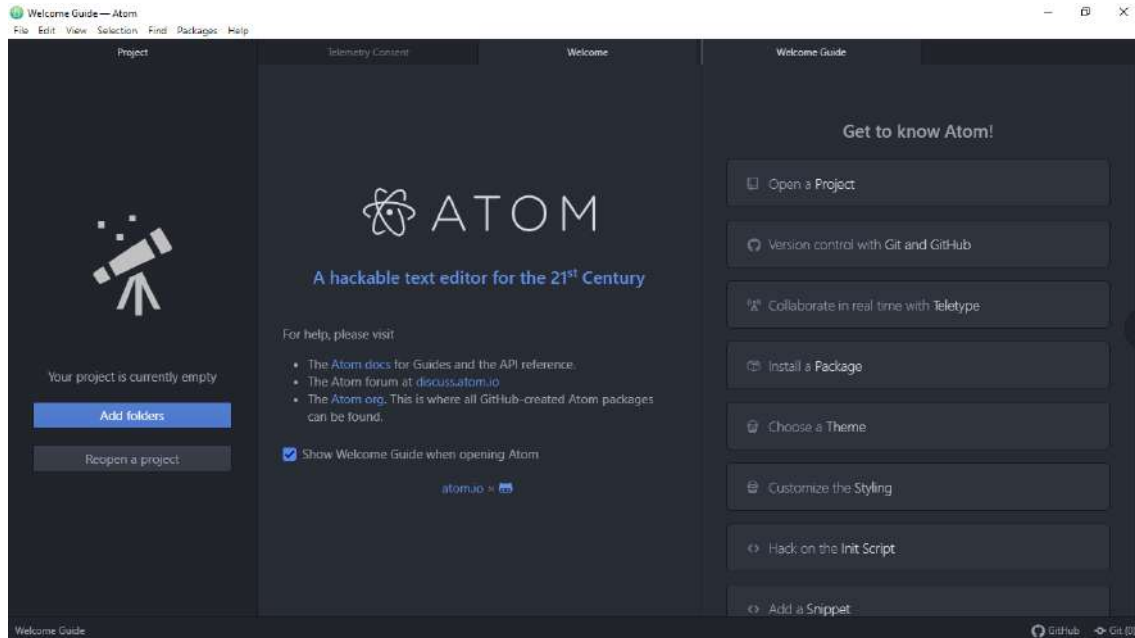 Welcome Guide — Atom
File Edit View Selection Find Packages Help
Project
Telemetry Consent
Welcome
Welcome Guide
Your project is currently empty
Add folders
Reopen a project
ATOM
A hackable text editor for the 21st Century
For help, please visit
• The Atom docs for Guides and the API reference.
• The Atom forum at discuss.atom.io
• The Atom org. This is where all GitHub-created Atom packages
can be found.
Show Welcome Guide when opening Atom
atom.io ×
Get to know Atom!
Open a Project
Version control with Git and GitHub
Collaborate in real time with Teletype
Install a Package
Choose a Theme
Customize the Styling
Hack on the Init Script
Add a Snippet
Welcome Guide
GitHub Git (0)